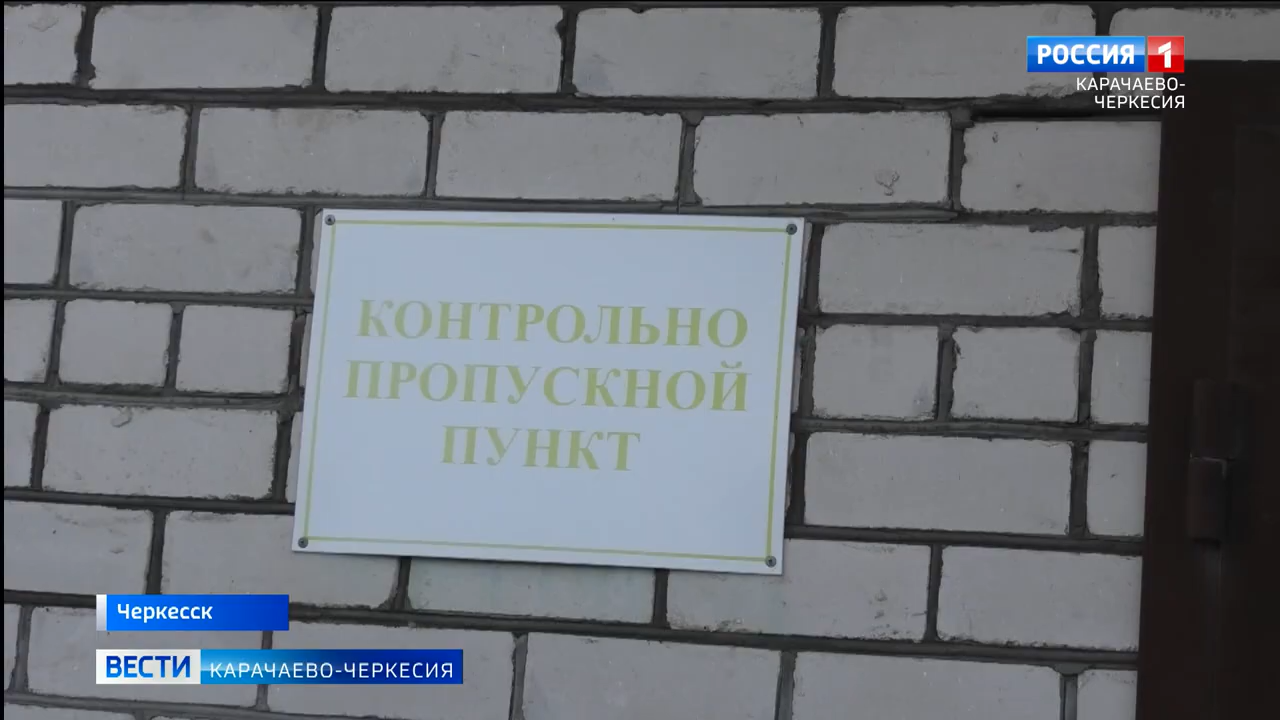 РОССИЯ 1
КАРАЧАЕВО-
ЧЕРКЕСИЯ
КОНТРОЛЬНО
ПРОПУСКНОЙ
ПУНКТ
Черкесск
ВЕСТИ КАРАЧАЕВО-ЧЕРКЕСИЯ